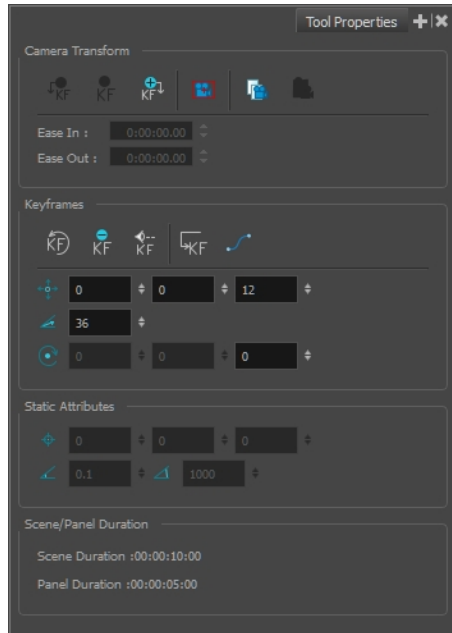 Tool Properties
Camera Transform
KF KF KF
Ease In : 0:00:00.00
Ease Out : 0:00:00.00
Keyframes
KF KF KF KF
0 0 12
36
0 0 0
Static Attributes
0 0 0
0.1 1000
Scene/Panel Duration
Scene Duration :00:00:10:00
Panel Duration :00:00:05:00